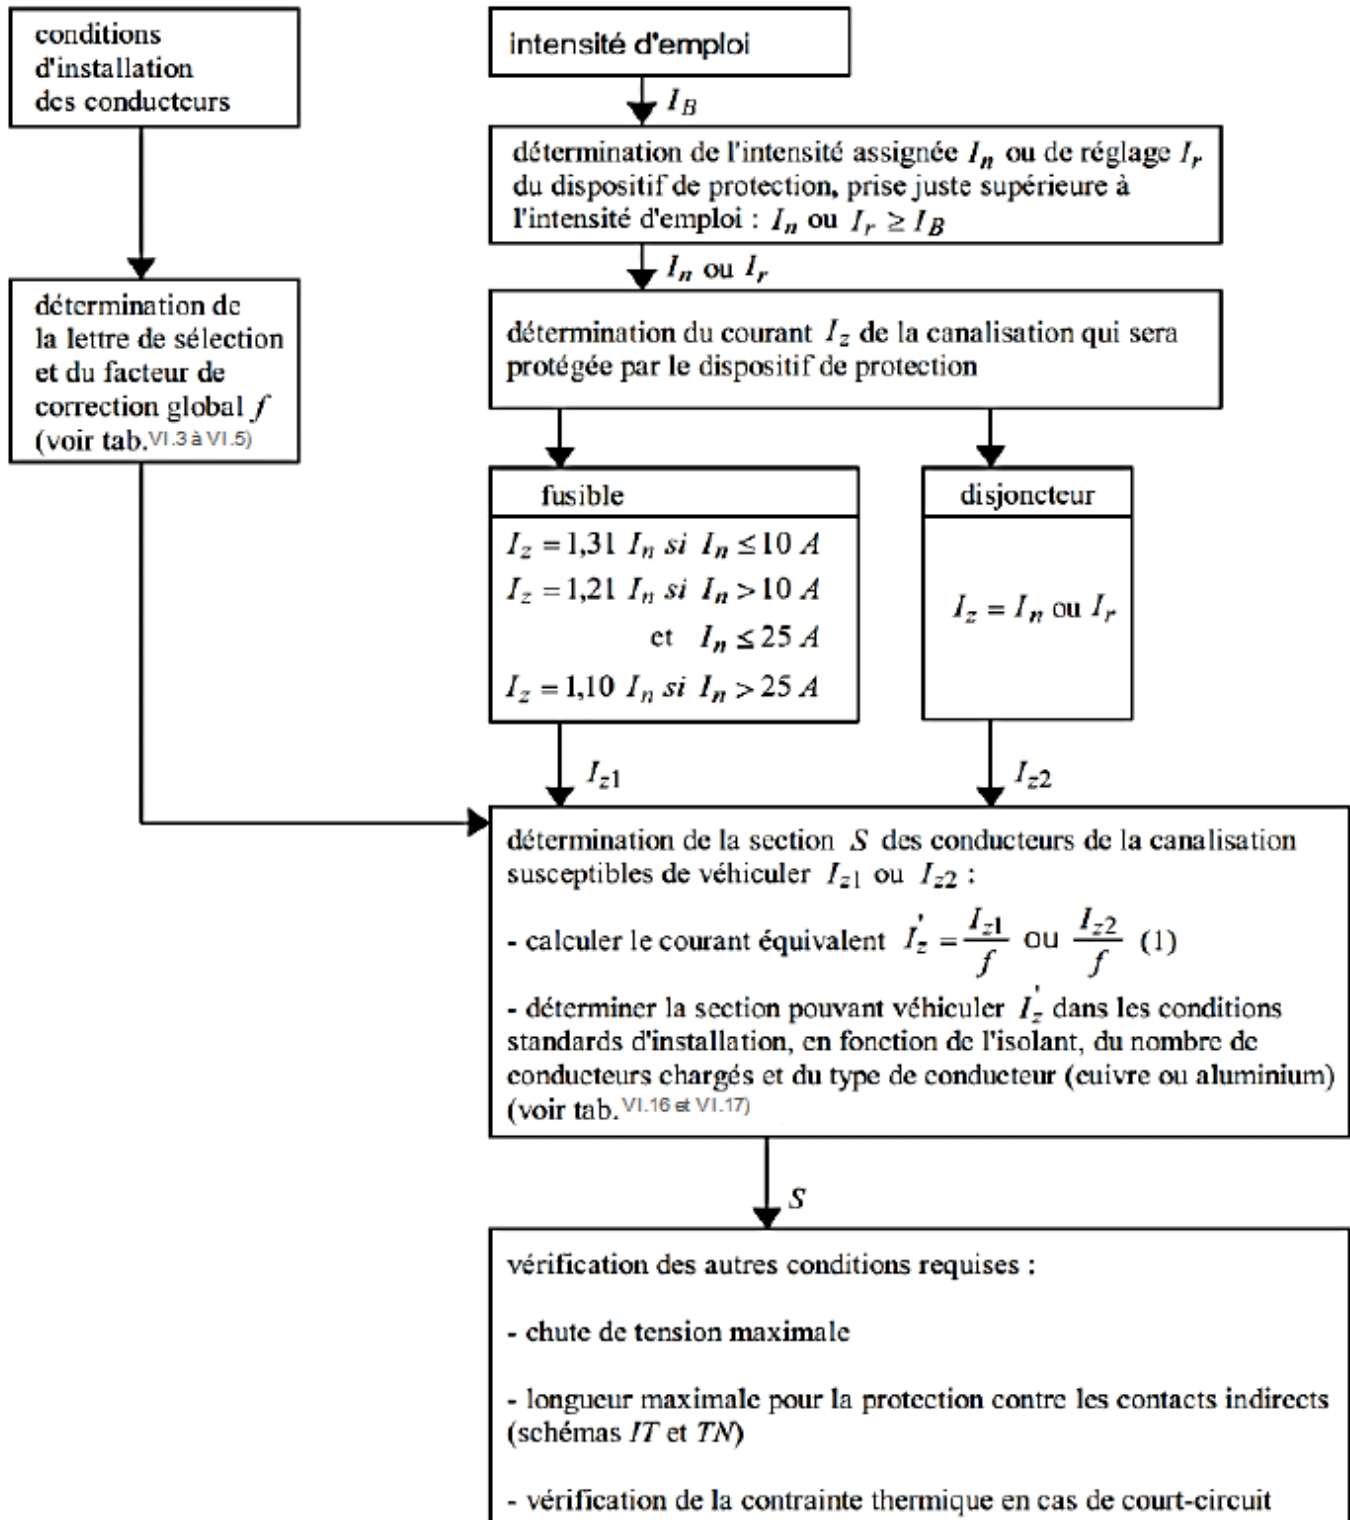 conditions
d'installation
des conducteurs
intensité d'emploi
I_B
détermination de l'intensité assignée I_n ou de réglage I_r
du dispositif de protection, prise juste supérieure à
l'intensité d'emploi : I_n ou I_r ≥ I_B
I_n ou I_r
détermination de
la lettre de sélection
et du facteur de
correction global f
(voir tab. VI.3 à VI.5)
détermination du courant I_z de la canalisation qui sera
protégée par le dispositif de protection
fusible
I_z = 1,31 I_n si I_n ≤ 10 A
I_z = 1,21 I_n si I_n > 10 A
et I_n ≤ 25 A
I_z = 1,10 I_n si I_n > 25 A
disjoncteur
I_z = I_n ou I_r
I_z1
I_z2
détermination de la section S des conducteurs de la canalisation
susceptibles de véhiculer I_z1 ou I_z2 :
- calculer le courant équivalent I'_z = I_z1/f ou I_z2/f (1)
- déterminer la section pouvant véhiculer I'_z dans les conditions
standards d'installation, en fonction de l'isolant, du nombre de
conducteurs chargés et du type de conducteur (cuivre ou aluminium)
(voir tab. VI.16 et VI.17)
S
vérification des autres conditions requises :
- chute de tension maximale
- longueur maximale pour la protection contre les contacts indirects
(schémas IT et TN)
- vérification de la contrainte thermique en cas de court-circuit